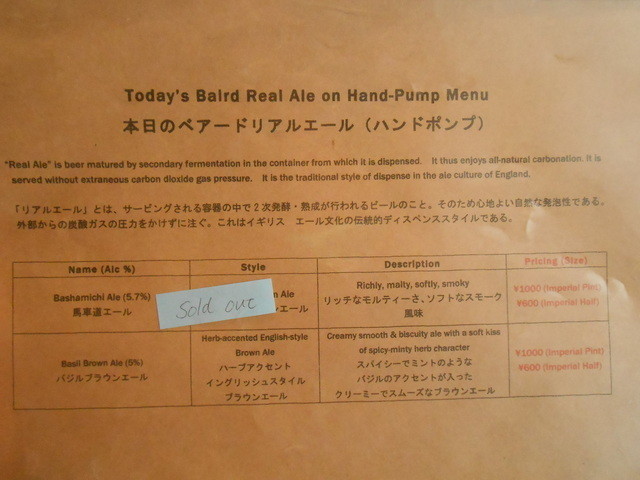 Today's Baird Real Ale on Hand-Pump Menu
本日のベアードリアルエール（ハンドポンプ）
"Real Ale" is beer matured by secondary fermentation in the container from which it is dispensed. It thus enjoys all-natural carbonation. It is
served without extraneous carbon dioxide gas pressure. It is the traditional style of dispense in the ale culture of England.
「リアルエール」とは、サービングされる容器の中で2次発酵・熟成が行われるビールのこと。そのため心地よい自然な発泡性である。
外部からの炭酸ガスの圧力をかけずに注ぐ。これはイギリス エール文化の伝統的ディスペンススタイルである。
Name (Alc %)
Style
Description
Pricing (Size)
Bashamichi Ale (5.7%)
馬車道エール
Sold out
Ale
エール
Richly, malty, softly, smoky
リッチなモルティーさ、ソフトなスモーク
風味
¥1000 (Imperial Pint)
¥600 (Imperial Half)
Basil Brown Ale (5%)
バジルブラウンエール
Herb-accented English-style
Brown Ale
ハーブアクセント
イングリッシュスタイル
ブラウンエール
Creamy smooth & biscuity ale with a soft kiss
of spicy-minty herb character
スパイシーでミントのような
バジルのアクセントが入った
クリーミーでスムーズなブラウンエール
¥1000 (Imperial Pint)
¥600 (Imperial Half)